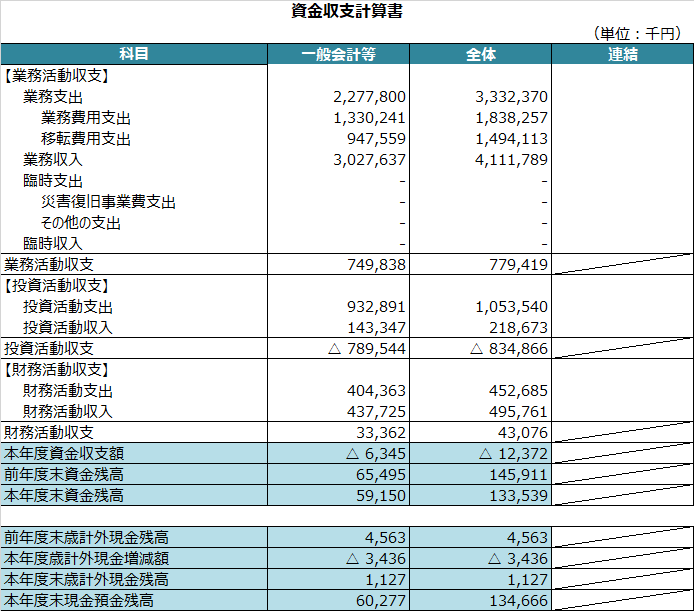 資金収支計算書
（単位：千円）
科目 一般会計等 全体 連結
【業務活動収支】
業務支出 2,277,800 3,332,370
業務費用支出 1,330,241 1,838,257
移転費用支出 947,559 1,494,113
業務収入 3,027,637 4,111,789
臨時支出 - -
災害復旧事業費支出 - -
その他の支出 - -
臨時収入 - -
業務活動収支 749,838 779,419
【投資活動収支】
投資活動支出 932,891 1,053,540
投資活動収入 143,347 218,673
投資活動収支 △ 789,544 △ 834,866
【財務活動収支】
財務活動支出 404,363 452,685
財務活動収入 437,725 495,761
財務活動収支 33,362 43,076
本年度資金収支額 △ 6,345 △ 12,372
前年度末資金残高 65,495 145,911
本年度末資金残高 59,150 133,539
前年度末歳計外現金残高 4,563 4,563
本年度歳計外現金増減額 △ 3,436 △ 3,436
本年度末歳計外現金残高 1,127 1,127
本年度末現金預金残高 60,277 134,666